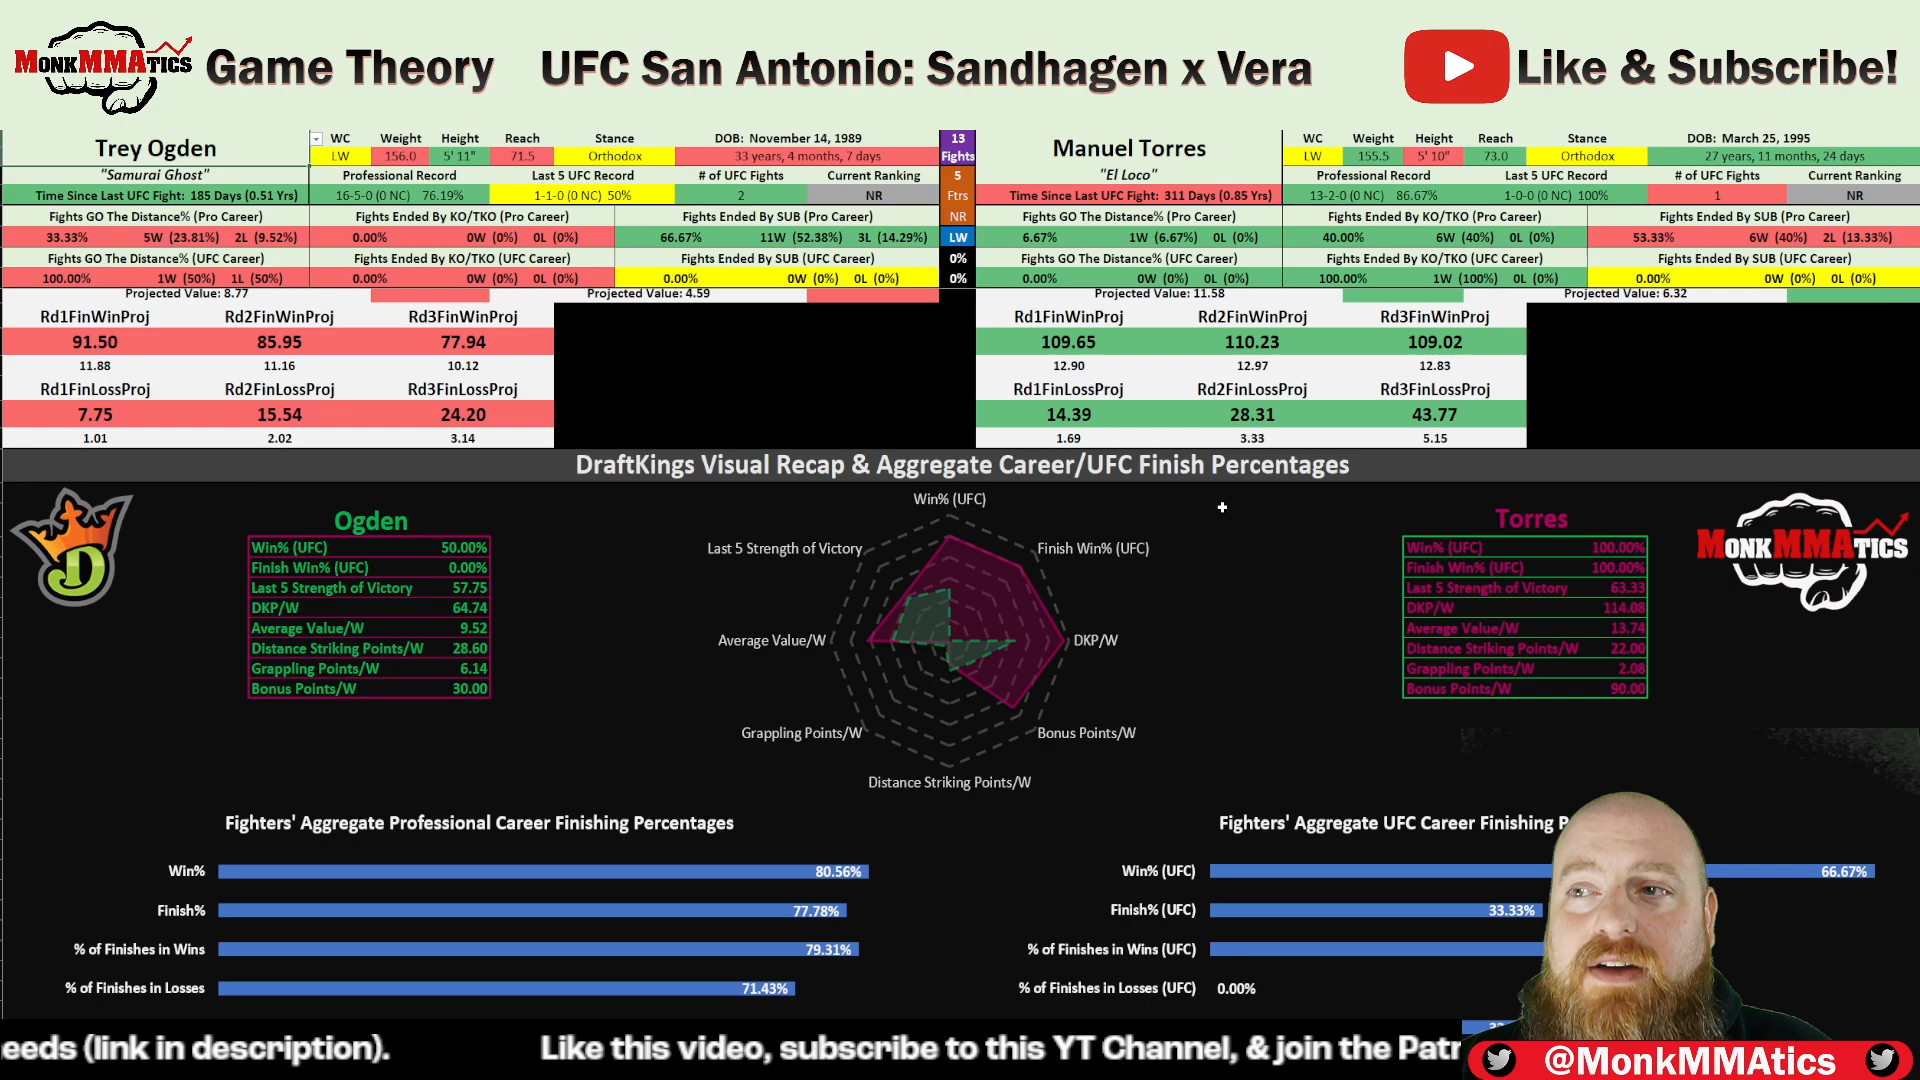 MONKMMATICS Game Theory UFC San Antonio: Sandhagen x Vera Like & Subscribe!
Trey Ogden
"Samurai Ghost"
WC Weight Height Reach Stance DOB: November 14, 1989
LW 156.0 5' 11" 71.5 Orthodox 33 years, 4 months, 7 days
Professional Record Last 5 UFC Record # of UFC Fights Current Ranking
Time Since Last UFC Fight: 185 Days (0.51 Yrs) 16-5-0 (0 NC) 76.19% 1-1-0 (0 NC) 50% 2 NR
Fights GO The Distance% (Pro Career) Fights Ended By KO/TKO (Pro Career) Fights Ended By SUB (Pro Career)
33.33% 5W (23.81%) 2L (9.52%) 0.00% 0W (0%) 0L (0%) 66.67% 11W (52.38%) 3L (14.29%)
Fights GO The Distance% (UFC Career) Fights Ended By KO/TKO (UFC Career) Fights Ended By SUB (UFC Career)
100.00% 1W (50%) 1L (50%) 0.00% 0W (0%) 0L (0%) 0.00% 0W (0%) 0L (0%)
Projected Value: 8.77 Projected Value: 4.59
Rd1FinWinProj Rd2FinWinProj Rd3FinWinProj
91.50 85.95 77.94
11.88 11.16 10.12
Rd1FinLossProj Rd2FinLossProj Rd3FinLossProj
7.75 15.54 24.20
1.01 2.02 3.14
13
Fights
5
Ftrs
NR
LW
0%
0%
Manuel Torres
"El Loco"
WC Weight Height Reach Stance DOB: March 25, 1995
LW 155.5 5' 10" 73.0 Orthodox 27 years, 11 months, 24 days
Professional Record Last 5 UFC Record # of UFC Fights Current Ranking
Time Since Last UFC Fight: 311 Days (0.85 Yrs) 13-2-0 (0 NC) 86.67% 1-0-0 (0 NC) 100% 1 NR
Fights GO The Distance% (Pro Career) Fights Ended By KO/TKO (Pro Career) Fights Ended By SUB (Pro Career)
6.67% 1W (6.67%) 0L (0%) 40.00% 6W (40%) 0L (0%) 53.33% 6W (40%) 2L (13.33%)
Fights GO The Distance% (UFC Career) Fights Ended By KO/TKO (UFC Career) Fights Ended By SUB (UFC Career)
0.00% 0W (0%) 0L (0%) 100.00% 1W (100%) 0L (0%) 0.00% 0W (0%) 0L (0%)
Projected Value: 11.58 Projected Value: 6.32
Rd1FinWinProj Rd2FinWinProj Rd3FinWinProj
109.65 110.23 109.02
12.90 12.97 12.83
Rd1FinLossProj Rd2FinLossProj Rd3FinLossProj
14.39 28.31 43.77
1.69 3.33 5.15
DraftKings Visual Recap & Aggregate Career/UFC Finish Percentages
Ogden
Win% (UFC) 50.00%
Finish Win% (UFC) 0.00%
Last 5 Strength of Victory 57.75
DKP/W 64.74
Average Value/W 9.52
Distance Striking Points/W 28.60
Grappling Points/W 6.14
Bonus Points/W 30.00
Win% (UFC)
Last 5 Strength of Victory Finish Win% (UFC)
Average Value/W DKP/W
Grappling Points/W Bonus Points/W
Distance Striking Points/W
Torres
Win% (UFC) 100.00%
Finish Win% (UFC) 100.00%
Last 5 Strength of Victory 63.33
DKP/W 114.08
Average Value/W 13.74
Distance Striking Points/W 22.00
Grappling Points/W 2.08
Bonus Points/W 90.00
MONKMMATICS
Fighters' Aggregate Professional Career Finishing Percentages
Win% 80.56%
Finish% 77.78%
% of Finishes in Wins 79.31%
% of Finishes in Losses 71.43%
Fighters' Aggregate UFC Career Finishing P
Win% (UFC) 66.67%
Finish% (UFC) 33.33%
% of Finishes in Wins (UFC)
% of Finishes in Losses (UFC) 0.00%
eeds (link in description). Like this video, subscribe to this YT Channel, & join the Patr
@MonkMMAtics